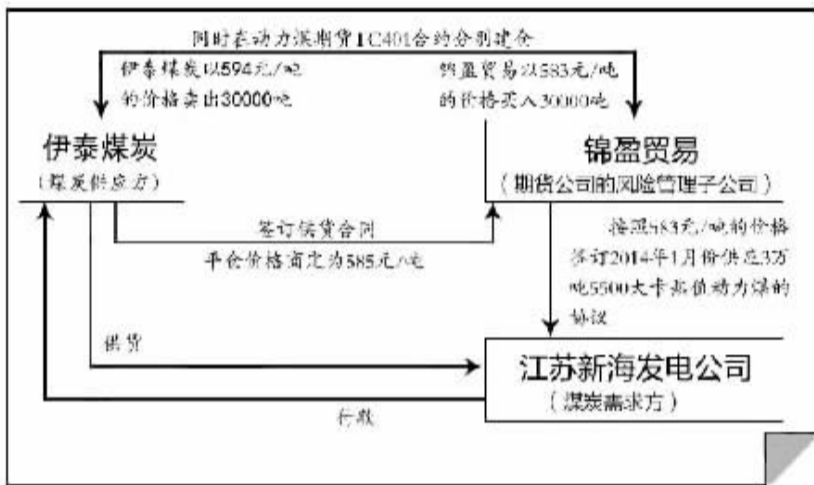 同时在动力煤期货TC401合约分别建仓
伊泰煤炭以594元/吨
的价格卖出30000吨
锦盈贸易以583元/吨
的价格买入30000吨
伊泰煤炭
(煤炭供应方)
锦盈贸易
(期货公司的风险管理子公司)
签订供货合同
平仓价格商定为585元/吨
按照583元/吨的价格
签订2014年1月份供应3万
吨5500大卡热值动力煤的
协议
供货
江苏新海发电公司
(煤炭需求方)
付款